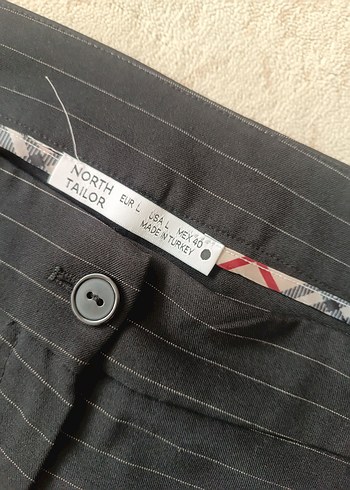 NORTH
TAILOR
EUR L USA L MEX 40
MADE IN TURKEY